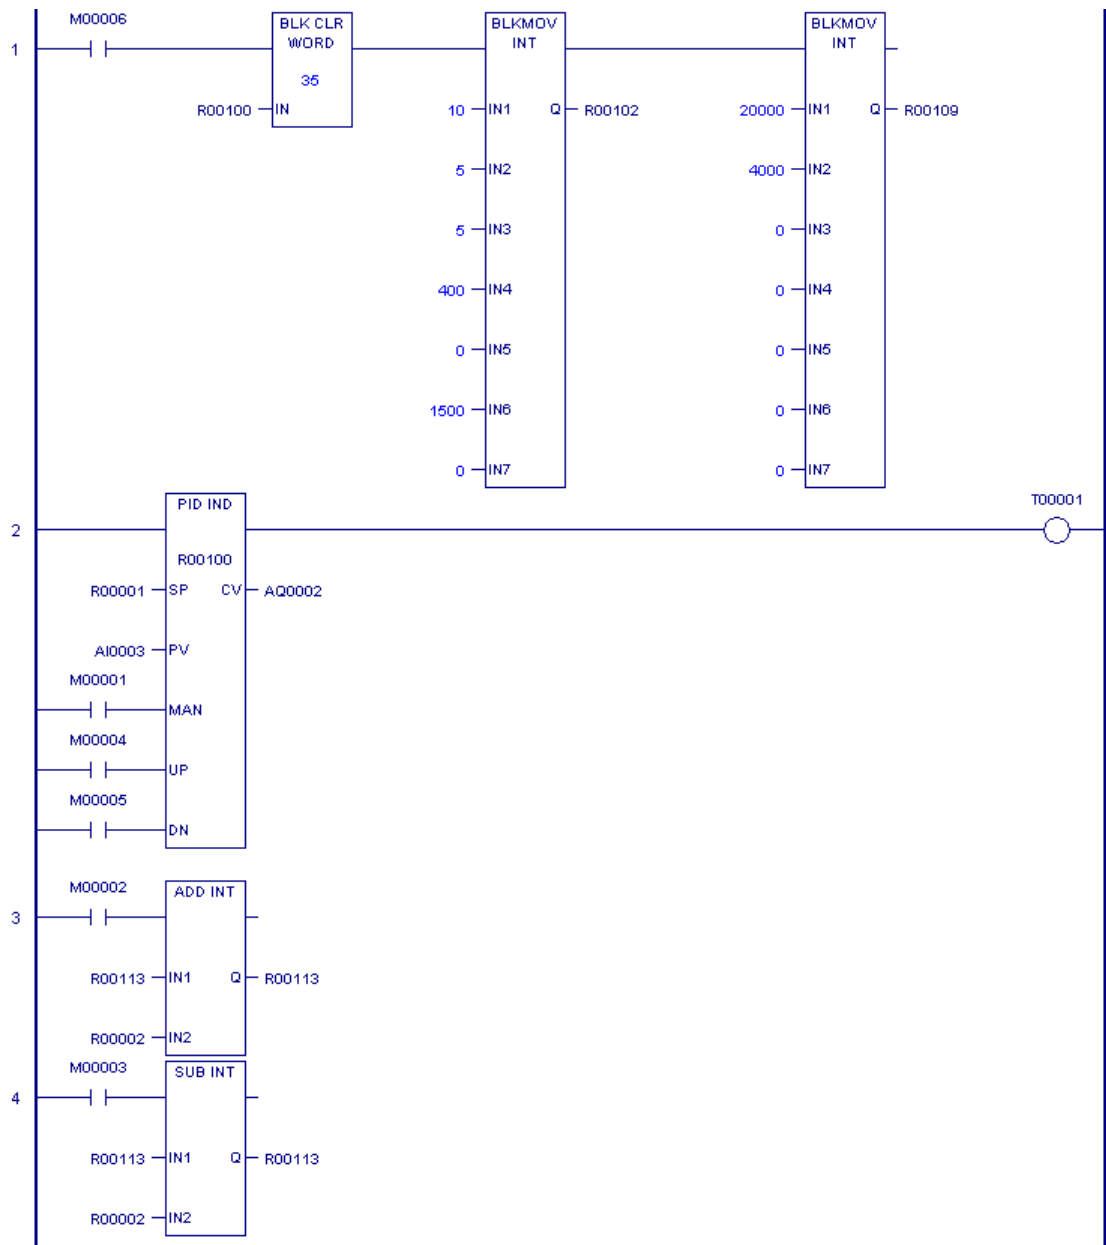 M00006
1
BLK CLR
WORD
35
R00100 IN
BLKMOV
INT
10 IN1 Q R00102
5 IN2
5 IN3
400 IN4
0 IN5
1500 IN6
0 IN7
BLKMOV
INT
20000 IN1 Q R00109
4000 IN2
0 IN3
0 IN4
0 IN5
0 IN6
0 IN7
2
PID IND
T00001
R00100
R00001 SP CV AQ0002
AI0003 PV
M00001
MAN
M00004
UP
M00005
DN
M00002
3
ADD INT
R00113 IN1 Q R00113
R00002 IN2
M00003
4
SUB INT
R00113 IN1 Q R00113
R00002 IN2